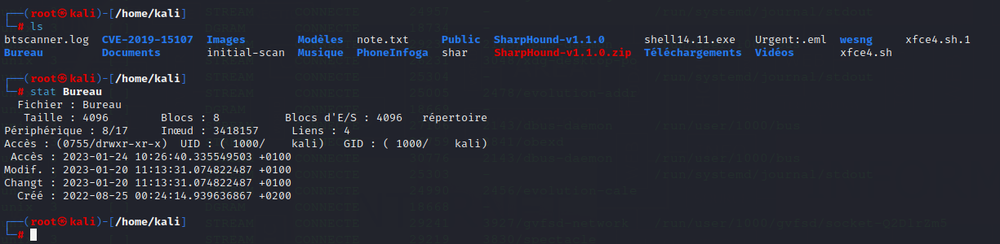 ┌──(root㉿kali)-[/home/kali]
└─# ls
btscanner.log  CVE-2019-15107  Images        Modèles  note.txt     Public  SharpHound-v1.1.0      shell14.11.exe   Urgent:.eml  wesng     xfce4.sh.1
Bureau         Documents       initial-scan  Musique  PhoneInfoga  shar    SharpHound-v1.1.0.zip  Téléchargements  Vidéos       xfce4.sh
┌──(root㉿kali)-[/home/kali]
└─# stat Bureau
  Fichier : Bureau
   Taille : 4096        Blocs : 8          Blocs d'E/S : 4096   répertoire
Périphérique : 8/17     Inœud : 3418157     Liens : 4
Accès : (0755/drwxr-xr-x)  UID : ( 1000/    kali)   GID : ( 1000/    kali)
 Accès : 2023-01-24 10:26:40.335549503 +0100
Modif. : 2023-01-20 11:13:31.074822487 +0100
Changt : 2023-01-20 11:13:31.074822487 +0100
  Créé : 2022-08-25 00:24:14.939636867 +0200
┌──(root㉿kali)-[/home/kali]
└─#